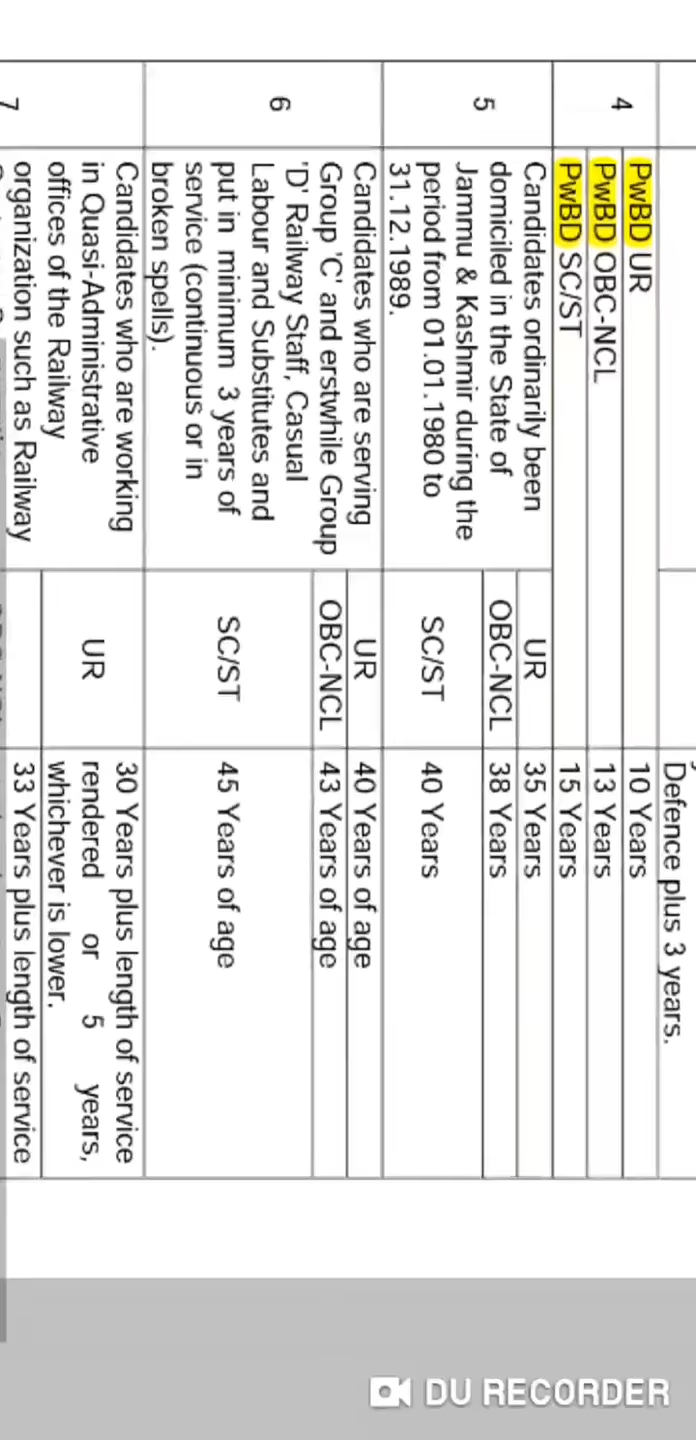 Defence plus 3 years.
4
PwBD UR
10 Years
PwBD OBC-NCL
13 Years
PwBD SC/ST
15 Years
5
Candidates ordinarily been
domiciled in the State of
Jammu & Kashmir during the
period from 01.01.1980 to
31.12.1989.
UR
35 Years
OBC-NCL
38 Years
SC/ST
40 Years
6
Candidates who are serving
Group 'C' and erstwhile Group
'D' Railway Staff, Casual
Labour and Substitutes and
put in minimum 3 years of
service (continuous or in
broken spells).
UR
40 Years of age
OBC-NCL
43 Years of age
SC/ST
45 Years of age
7
Candidates who are working
in Quasi-Administrative
offices of the Railway
organization such as Railway
UR
30 Years plus length of service
rendered or 5 years,
whichever is lower.
33 Years plus length of service
DU RECORDER